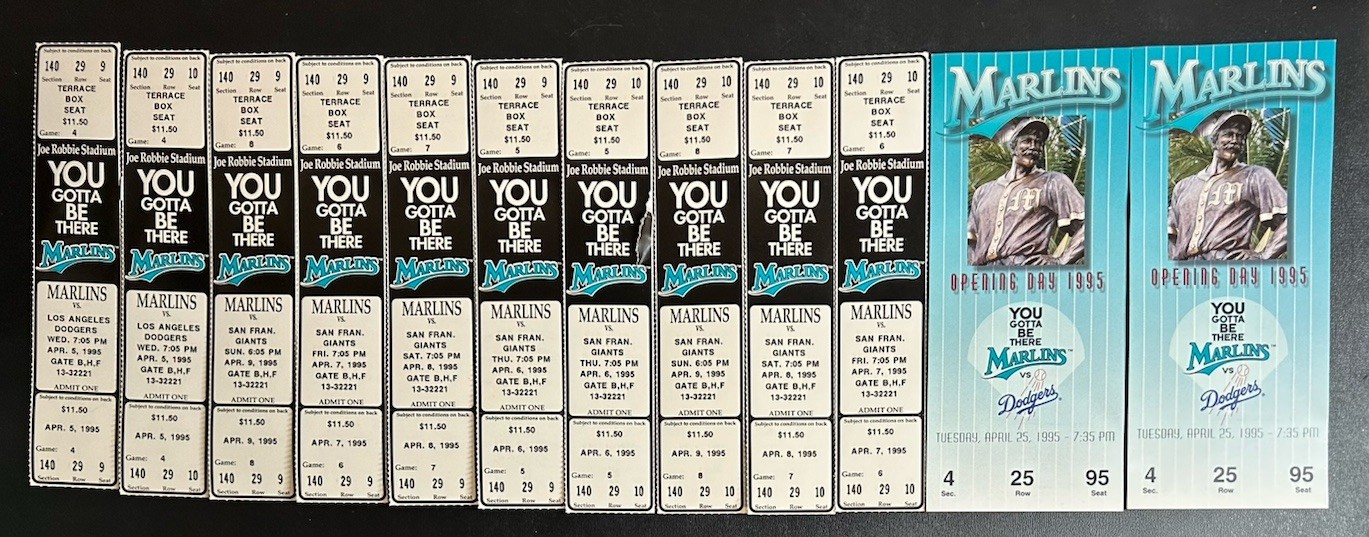 Subject to conditions on back
140 29 9
Section Row Seat
TERRACE
BOX
SEAT
$11.50
Game: 4
Joe Robbie Stadium
YOU
GOTTA
BE
THERE
MARLINS
MARLINS
vs.
LOS ANGELES
DODGERS
WED. 7:05 PM
APR. 5, 1995
GATE B,H,F
13-32221
ADMIT ONE
Subject to conditions on back
$11.50
APR. 5, 1995
Game: 4
140 29 9
Section Row Seat
Subject to conditions on back
140 29 10
Section Row Seat
TERRACE
BOX
SEAT
$11.50
Game: 4
Joe Robbie Stadium
YOU
GOTTA
BE
THERE
MARLINS
MARLINS
vs.
LOS ANGELES
DODGERS
WED. 7:05 PM
APR. 5, 1995
GATE B,H,F
13-32221
ADMIT ONE
Subject to conditions on back
$11.50
APR. 5, 1995
Game: 4
140 29 10
Section Row Seat
Subject to conditions on back
140 29 9
Section Row Seat
TERRACE
BOX
SEAT
$11.50
Game: 8
Joe Robbie Stadium
YOU
GOTTA
BE
THERE
MARLINS
MARLINS
vs.
SAN FRAN.
GIANTS
SUN. 6:05 PM
APR. 9, 1995
GATE B,H,F
13-32221
ADMIT ONE
Subject to conditions on back
$11.50
APR. 9, 1995
Game: 8
140 29 9
Section Row Seat
Subject to conditions on back
140 29 9
Section Row Seat
TERRACE
BOX
SEAT
$11.50
Game: 6
Joe Robbie Stadium
YOU
GOTTA
BE
THERE
MARLINS
MARLINS
vs.
SAN FRAN.
GIANTS
FRI. 7:05 PM
APR. 7, 1995
GATE B,H,F
13-32221
ADMIT ONE
Subject to conditions on back
$11.50
APR. 7, 1995
Game: 6
140 29 9
Section Row Seat
Subject to conditions on back
140 29 9
Section Row Seat
TERRACE
BOX
SEAT
$11.50
Game: 7
Joe Robbie Stadium
YOU
GOTTA
BE
THERE
MARLINS
MARLINS
vs.
SAN FRAN.
GIANTS
SAT. 7:05 PM
APR. 8, 1995
GATE B,H,F
13-32221
ADMIT ONE
Subject to conditions on back
$11.50
APR. 8, 1995
Game: 7
140 29 9
Section Row Seat
Subject to conditions on back
140 29 9
Section Row Seat
TERRACE
BOX
SEAT
$11.50
Game: 5
Joe Robbie Stadium
YOU
GOTTA
BE
THERE
MARLINS
MARLINS
vs.
SAN FRAN.
GIANTS
THU. 7:05 PM
APR. 6, 1995
GATE B,H,F
13-32221
ADMIT ONE
Subject to conditions on back
$11.50
APR. 6, 1995
Game: 5
140 29 9
Section Row Seat
Subject to conditions on back
140 29 10
Section Row Seat
TERRACE
BOX
SEAT
$11.50
Game: 5
Joe Robbie Stadium
YOU
GOTTA
BE
THERE
MARLINS
MARLINS
vs.
SAN FRAN.
GIANTS
THU. 7:05 PM
APR. 6, 1995
GATE B,H,F
13-32221
ADMIT ONE
Subject to conditions on back
$11.50
APR. 6, 1995
Game: 5
140 29 10
Section Row Seat
Subject to conditions on back
140 29 10
Section Row Seat
TERRACE
BOX
SEAT
$11.50
Game: 8
Joe Robbie Stadium
YOU
GOTTA
BE
THERE
MARLINS
MARLINS
vs.
SAN FRAN.
GIANTS
SUN. 6:05 PM
APR. 9, 1995
GATE B,H,F
13-32221
ADMIT ONE
Subject to conditions on back
$11.50
APR. 9, 1995
Game: 8
140 29 10
Section Row Seat
Subject to conditions on back
140 29 10
Section Row Seat
TERRACE
BOX
SEAT
$11.50
Game: 7
Joe Robbie Stadium
YOU
GOTTA
BE
THERE
MARLINS
MARLINS
vs.
SAN FRAN.
GIANTS
SAT. 7:05 PM
APR. 8, 1995
GATE B,H,F
13-32221
ADMIT ONE
Subject to conditions on back
$11.50
APR. 8, 1995
Game: 7
140 29 10
Section Row Seat
Subject to conditions on back
140 29 10
Section Row Seat
TERRACE
BOX
SEAT
$11.50
Game: 6
Joe Robbie Stadium
YOU
GOTTA
BE
THERE
MARLINS
MARLINS
vs.
SAN FRAN.
GIANTS
FRI. 7:05 PM
APR. 7, 1995
GATE B,H,F
13-32221
ADMIT ONE
Subject to conditions on back
$11.50
APR. 7, 1995
Game: 6
140 29 10
Section Row Seat
MARLINS
M
OPENING DAY 1995
YOU
GOTTA
BE
THERE
MARLINS™
VS
Dodgers®
TUESDAY, APRIL 25, 1995 - 7:35 PM
4 25 95
Sec. Row Seat
MARLINS
M
OPENING DAY 1995
YOU
GOTTA
BE
THERE
MARLINS™
VS
Dodgers®
TUESDAY, APRIL 25, 1995 - 7:35 PM
4 25 95
Sec. Row Seat